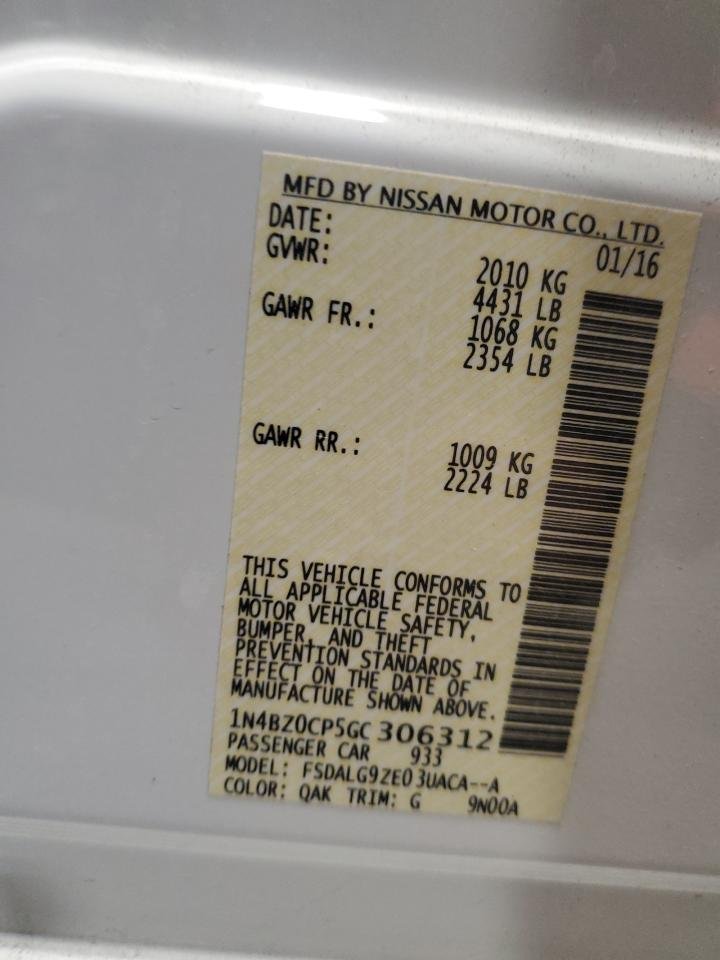 MFD BY NISSAN MOTOR CO., LTD.
DATE: 01/16
GVWR: 2010 KG
4431 LB
GAWR FR.: 1068 KG
2354 LB
GAWR RR.: 1009 KG
2224 LB
THIS VEHICLE CONFORMS TO
ALL APPLICABLE FEDERAL
MOTOR VEHICLE SAFETY,
BUMPER, AND THEFT
PREVENTION STANDARDS IN
EFFECT ON THE DATE OF
MANUFACTURE SHOWN ABOVE.
1N4BZ0CP5GC306312
PASSENGER CAR 933
MODEL: FSDALG9ZE03UACA--A
COLOR: QAK TRIM: G 9N00A